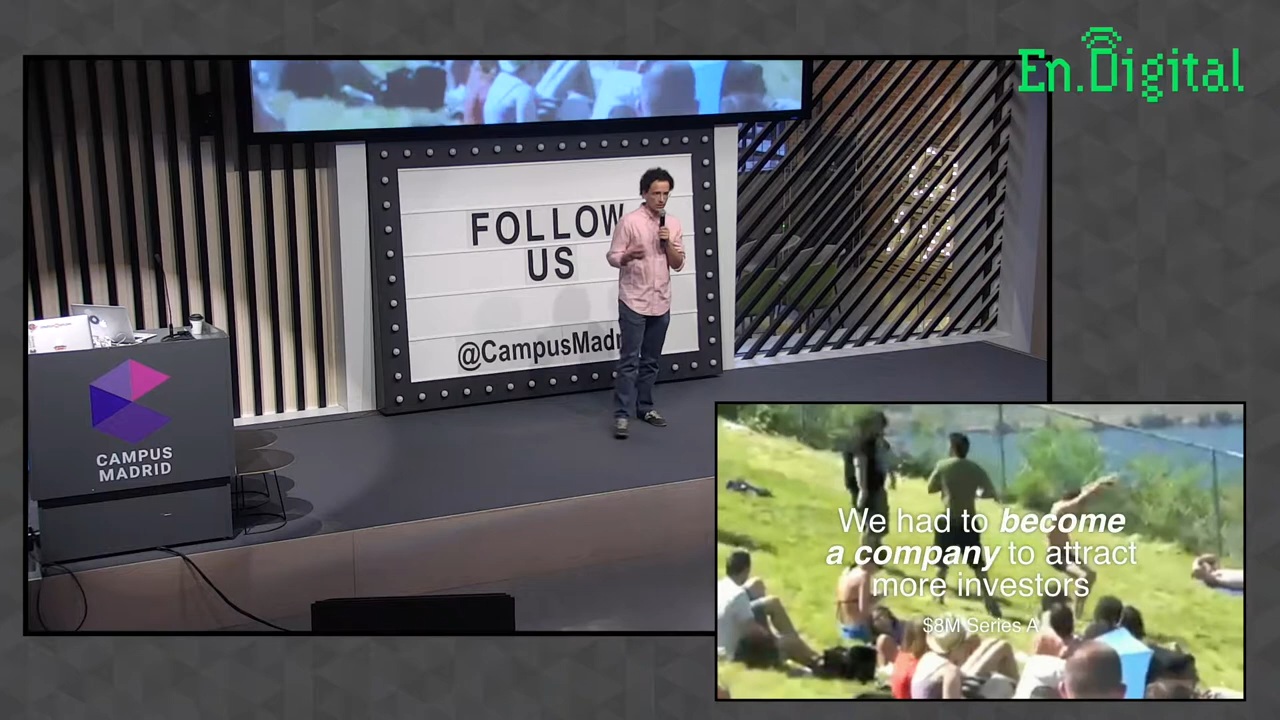 En.Digital
FOLLOW
US
@CampusMadr
CAMPUS
MADRID
We had to become
a company to attract
more investors
$8M Series A